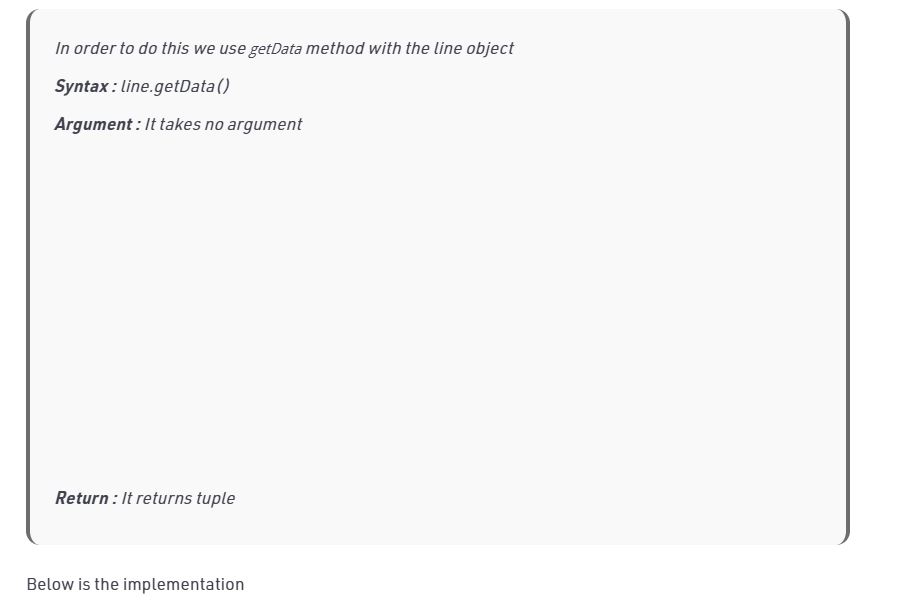 In order to do this we use getData method with the line object
Syntax : line.getData()
Argument : It takes no argument
Return : It returns tuple
Below is the implementation